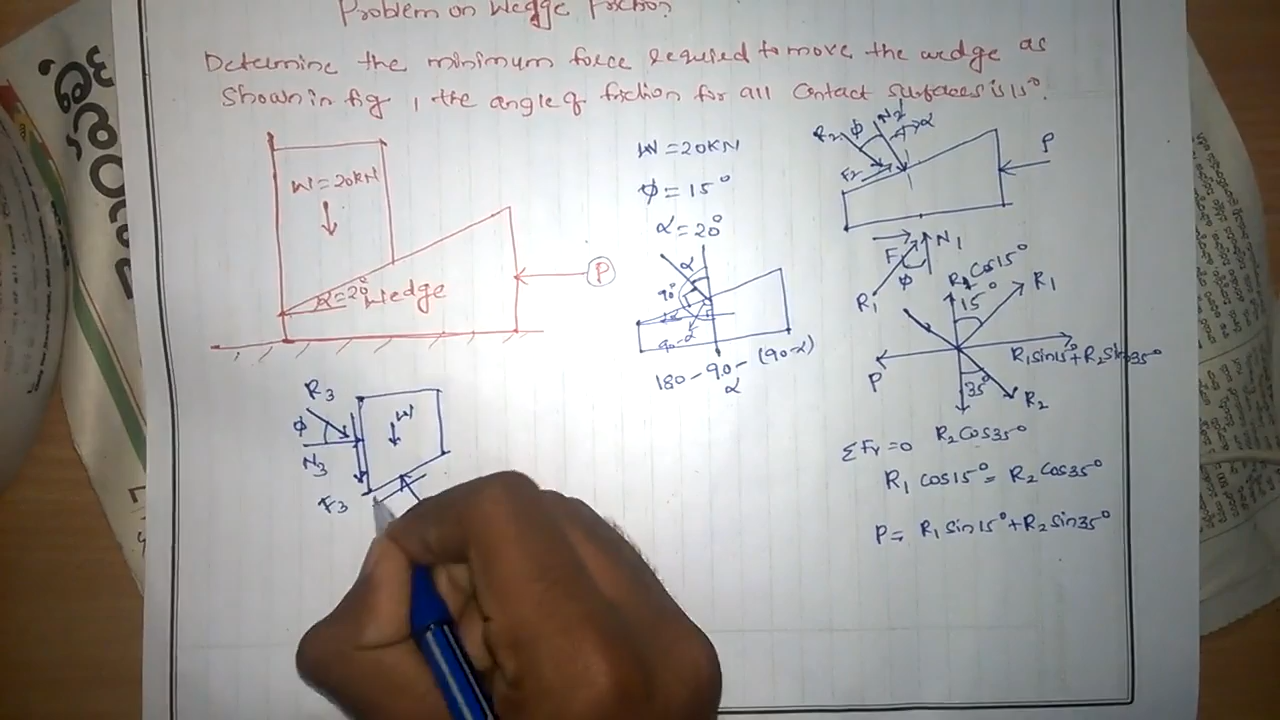 Problem on Wedge Friction
Determine the minimum force required to move the wedge as
shown in fig , the angle of friction for all contact surfaces is 15°.
W = 20KN
α = 20°
Wedge
P
W = 20KN
ϕ = 15°
α = 20°
α
90°
90-α
180-90-(90-α)
α
R2 ϕ N2 α
F2
P
F1
N1
R1 ϕ
R1 cos15°
15°
R1
R1 sin15°+R2 sin35°
P
35°
R2
R2 cos35°
ΣFy=0
R1 cos15° = R2 cos35°
P = R1 sin15°+R2 sin35°
R3
ϕ
N3
F3
W